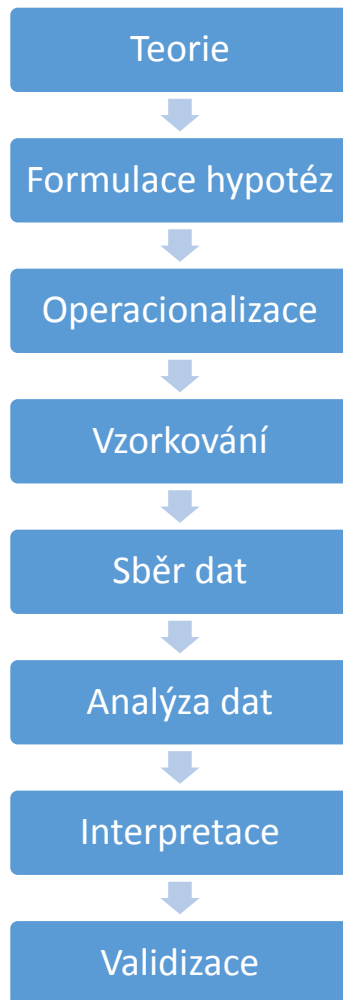 Teorie
Formulace hypotéz
Operacionalizace
Vzorkování
Sběr dat
Analýza dat
Interpretace
Validizace